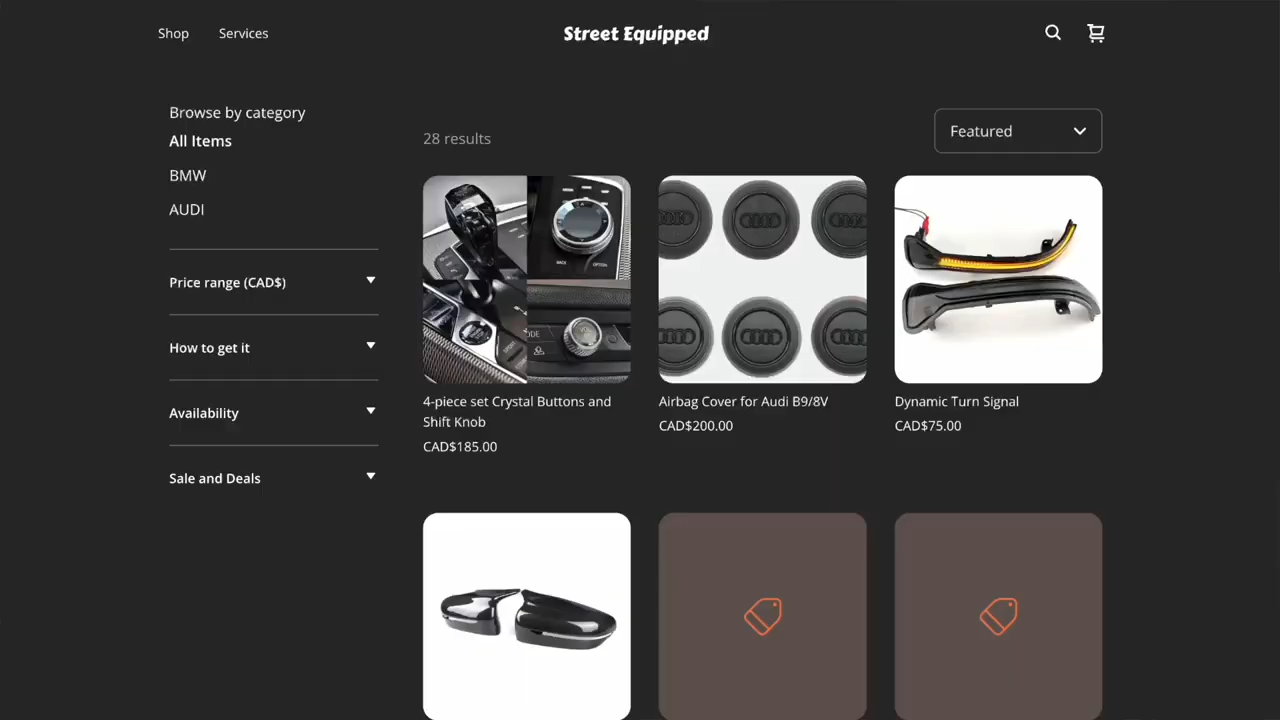 Shop
Services
Street Equipped
Browse by category
All Items
BMW
AUDI
Price range (CAD$)
How to get it
Availability
Sale and Deals
28 results
Featured
BACK
OPTION
4-piece set Crystal Buttons and
Shift Knob
CAD$185.00
Airbag Cover for Audi B9/8V
CAD$200.00
Dynamic Turn Signal
CAD$75.00